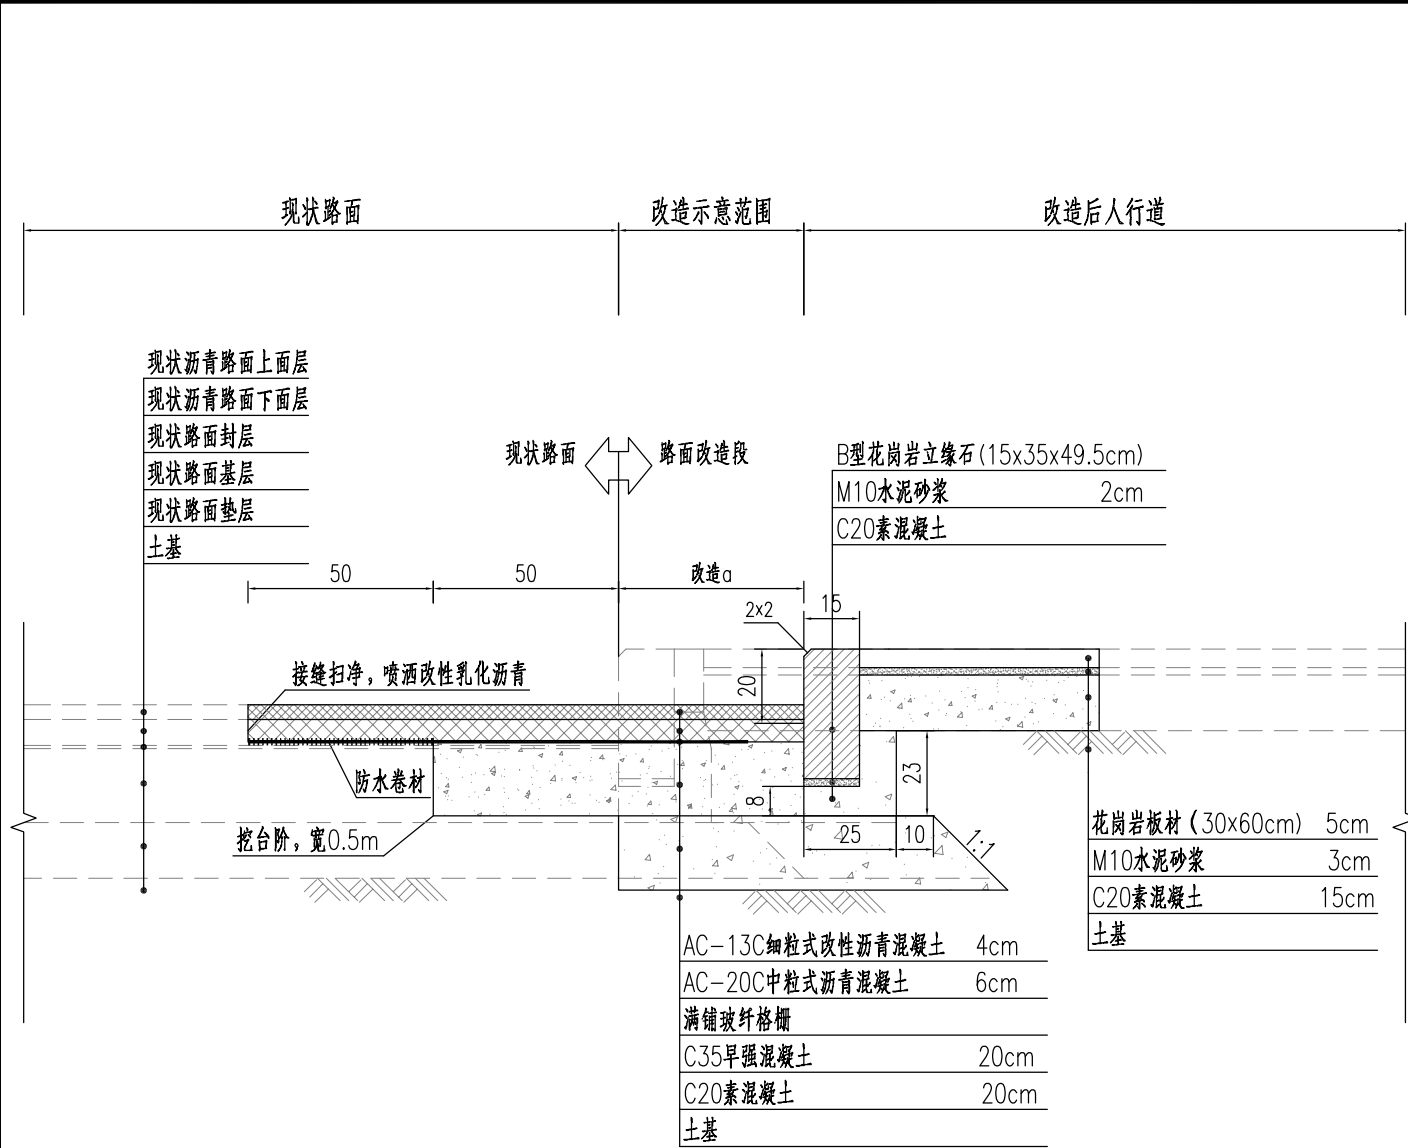 现状路面
改造示意范围
改造后人行道
现状沥青路面上面层
现状沥青路面下面层
现状路面封层
现状路面基层
现状路面垫层
土基
现状路面
路面改造段
B型花岗岩立缘石(15x35x49.5cm)
M10水泥砂浆 2cm
C20素混凝土
50
50
改造a
2x2
15
接缝扫净，喷洒改性乳化沥青
20
防水卷材
挖台阶，宽0.5m
8
23
25
10
1:1
花岗岩板材（30x60cm) 5cm
M10水泥砂浆 3cm
C20素混凝土 15cm
土基
AC-13C细粒式改性沥青混凝土 4cm
AC-20C中粒式沥青混凝土 6cm
满铺玻纤格栅
C35早强混凝土 20cm
C20素混凝土 20cm
土基